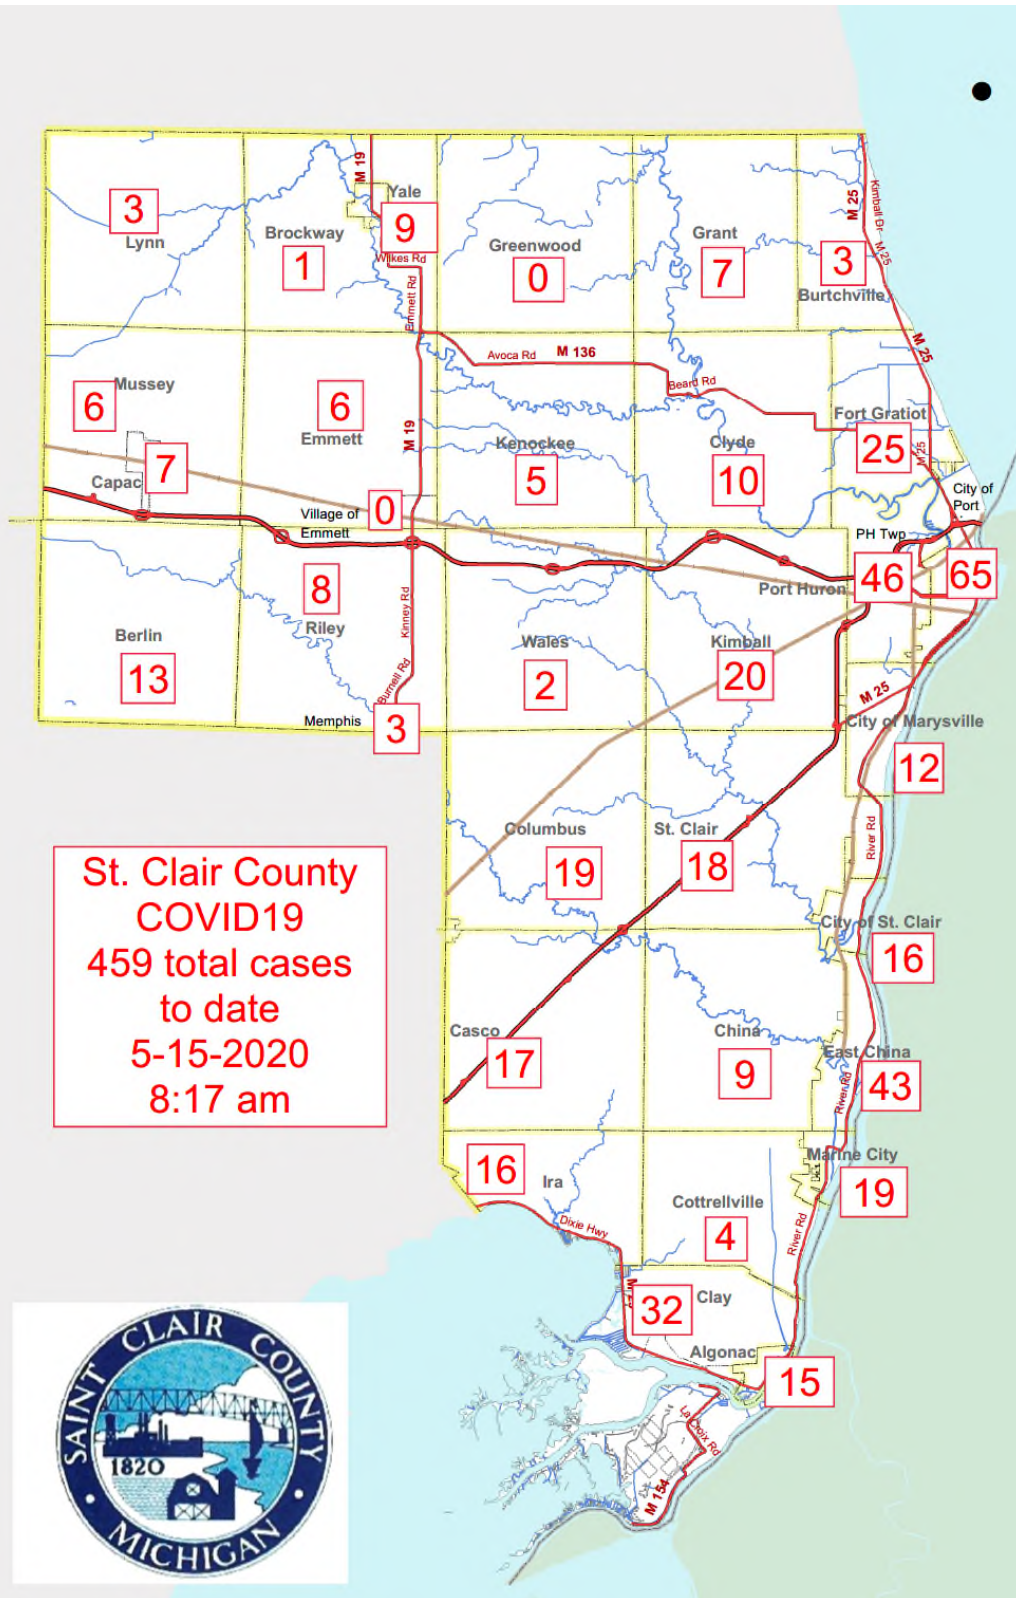 M 19
Yale
9
3
Lynn
Brockway
1
Wilkes Rd
Emmett Rd
Greenwood
0
Grant
7
M 25
Kimball Dr
M 25
3
Burtchville
M 25
Avoca Rd
M 136
Beard Rd
Mussey
6
6
Emmett
M 19
Kenockee
5
Clyde
10
Fort Gratiot
25
M 25
7
Capac
0
Village of
Emmett
City of
Port
PH Twp
46
65
Port Huron
8
Riley
Kinney Rd
Berlin
13
Wales
2
Kimball
20
Burnell Rd
Memphis
3
M 25
City of Marysville
12
River Rd
Columbus
19
St. Clair
18
St. Clair County
COVID19
459 total cases
to date
5-15-2020
8:17 am
City of St. Clair
16
Casco
17
China
9
East China
43
River Rd
Marine City
19
16
Ira
Dixie Hwy
Cottrellville
4
River Rd
32
Clay
Algonac
15
La Croix Rd
M 154
SAINT CLAIR COUNTY
1820
MICHIGAN